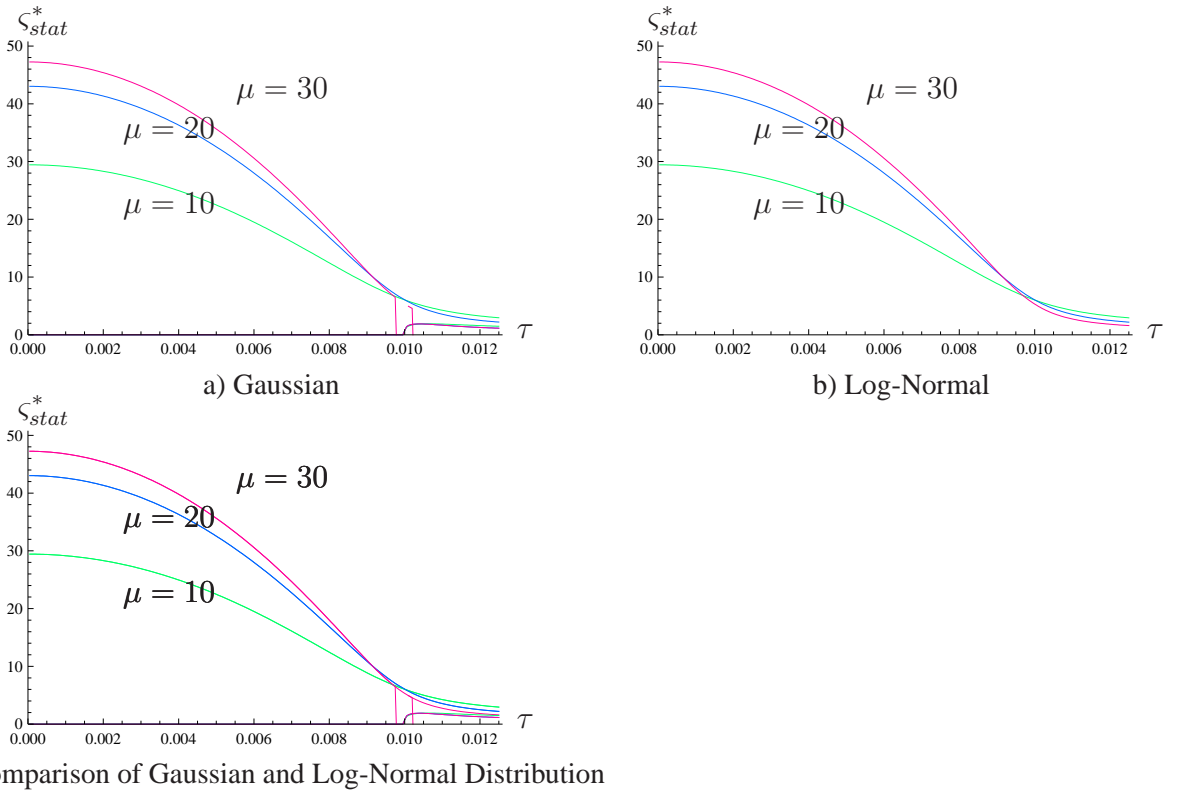 ς*stat
50
40
30
20
10
0
μ = 30
μ = 20
μ = 10
0.000 0.002 0.004 0.006 0.008 0.010 0.012
τ
a) Gaussian
ς*stat
50
40
30
20
10
0
μ = 30
μ = 20
μ = 10
0.000 0.002 0.004 0.006 0.008 0.010 0.012
τ
b) Log-Normal
ς*stat
50
40
30
20
10
0
μ = 30
μ = 20
μ = 10
0.000 0.002 0.004 0.006 0.008 0.010 0.012
τ
mparison of Gaussian and Log-Normal Distribution